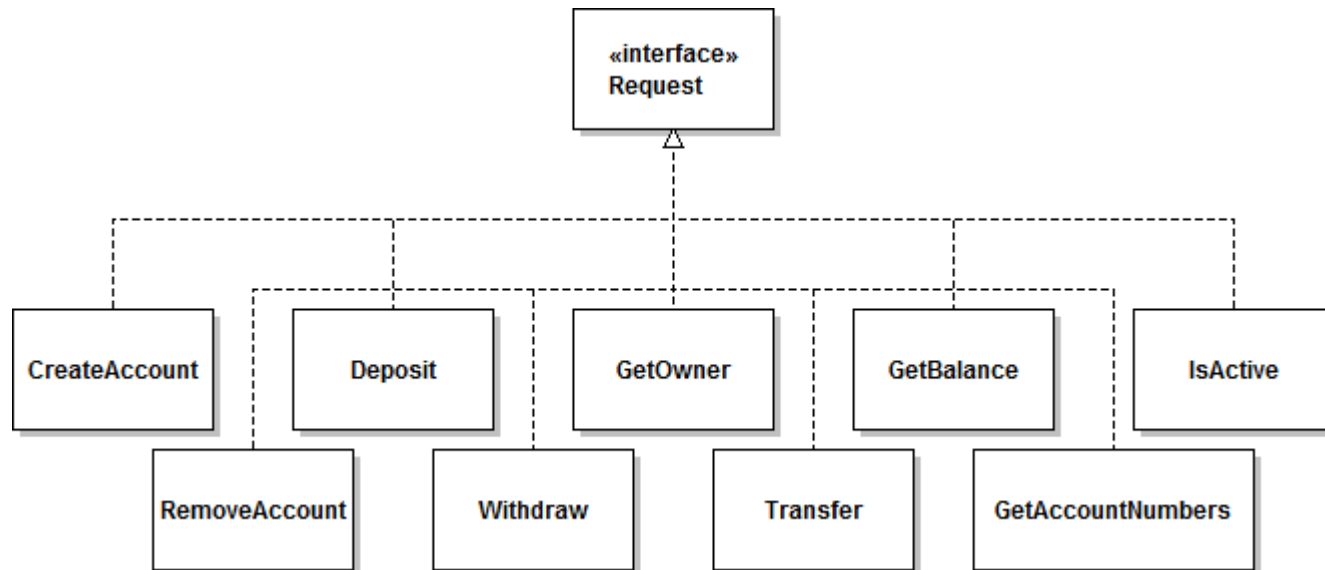 «interface»
Request
CreateAccount
Deposit
GetOwner
GetBalance
IsActive
RemoveAccount
Withdraw
Transfer
GetAccountNumbers